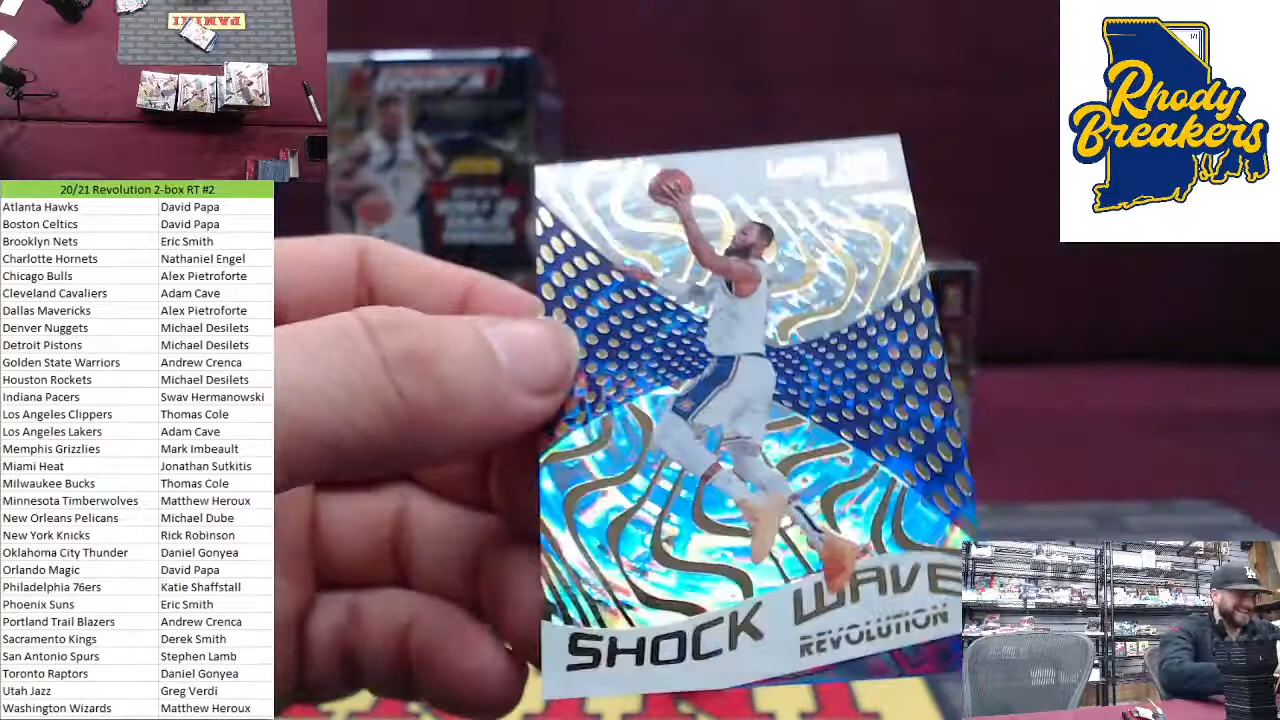 PANINI
Rhody
Breakers
20/21 Revolution 2-box RT #2
Atlanta Hawks David Papa
Boston Celtics David Papa
Brooklyn Nets Eric Smith
Charlotte Hornets Nathaniel Engel
Chicago Bulls Alex Pietroforte
Cleveland Cavaliers Adam Cave
Dallas Mavericks Alex Pietroforte
Denver Nuggets Michael Desilets
Detroit Pistons Michael Desilets
Golden State Warriors Andrew Crenca
Houston Rockets Michael Desilets
Indiana Pacers Swav Hermanowski
Los Angeles Clippers Thomas Cole
Los Angeles Lakers Adam Cave
Memphis Grizzlies Mark Imbeault
Miami Heat Jonathan Sutkitis
Milwaukee Bucks Thomas Cole
Minnesota Timberwolves Matthew Heroux
New Orleans Pelicans Michael Dube
New York Knicks Rick Robinson
Oklahoma City Thunder Daniel Gonyea
Orlando Magic David Papa
Philadelphia 76ers Katie Shaffstall
Phoenix Suns Eric Smith
Portland Trail Blazers Andrew Crenca
Sacramento Kings Derek Smith
San Antonio Spurs Stephen Lamb
Toronto Raptors Daniel Gonyea
Utah Jazz Greg Verdi
Washington Wizards Matthew Heroux
SHOCK WAVE
REVOLUTION
LA